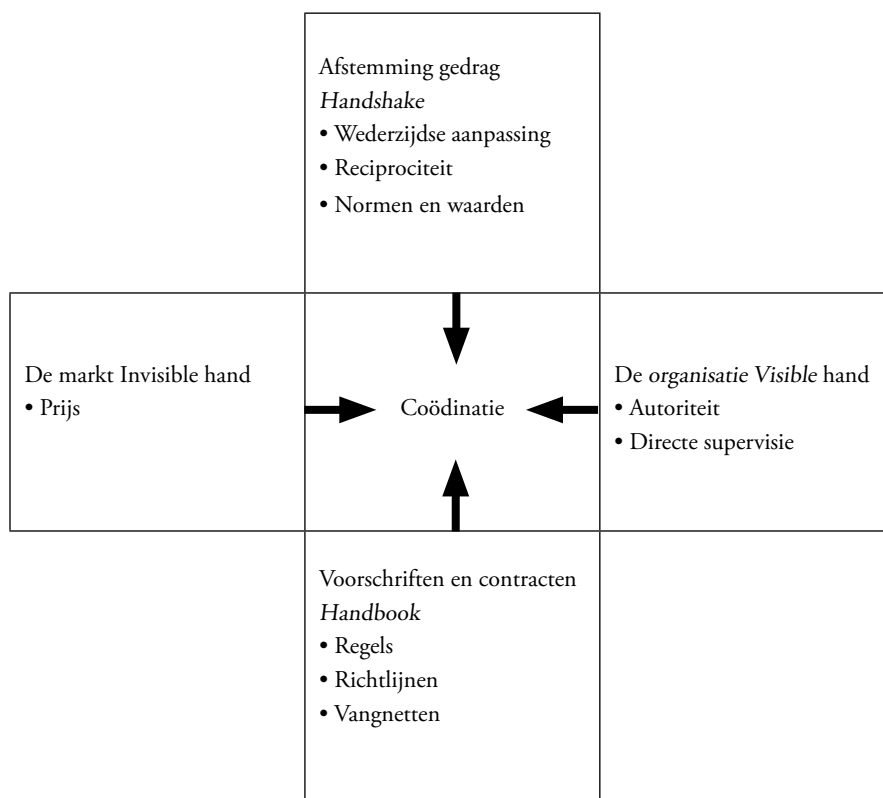 Afstemming gedrag
Handshake
• Wederzijdse aanpassing
• Reciprociteit
• Normen en waarden
De markt Invisible hand
• Prijs
Coödinatie
De organisatie Visible hand
• Autoriteit
• Directe supervisie
Voorschriften en contracten
Handbook
• Regels
• Richtlijnen
• Vangnetten